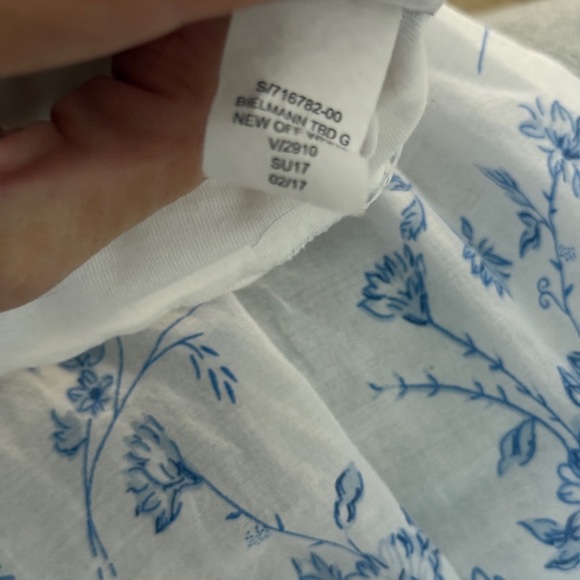 S/716782-00
BIELMANN TBD G
NEW OFF
V/2910
SU17
02/17